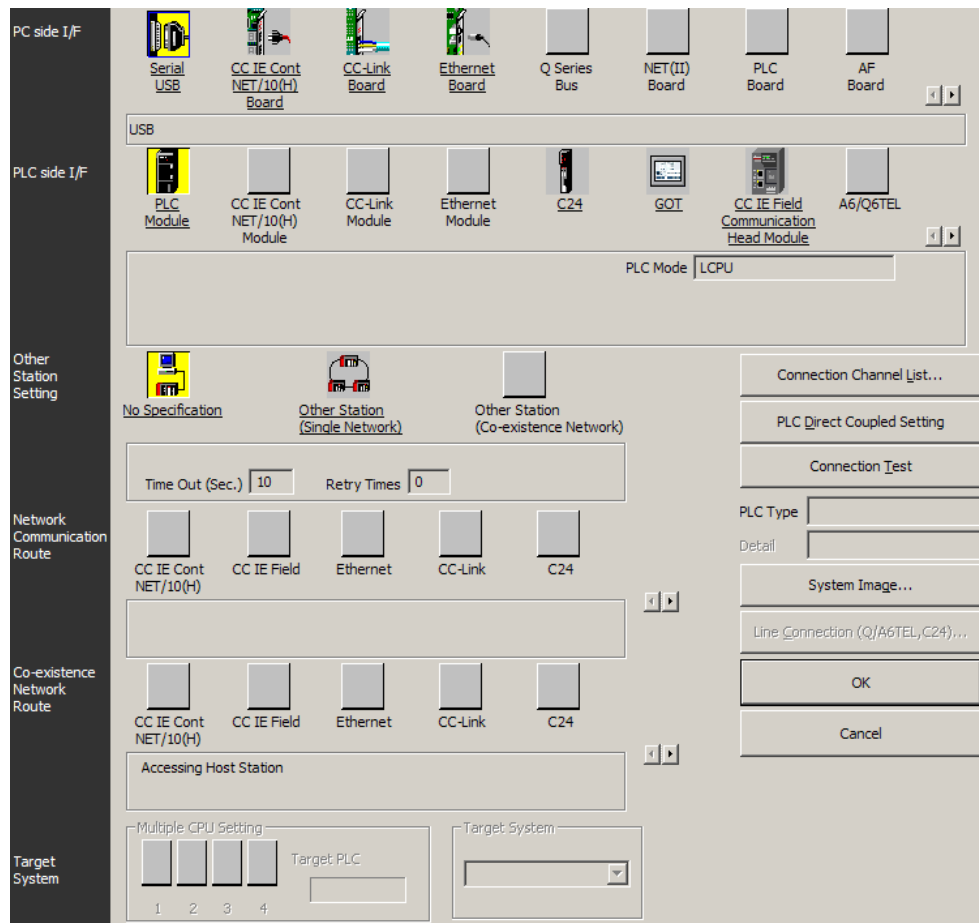 PC side I/F
Serial USB
CC IE Cont NET/10(H) Board
CC-Link Board
Ethernet Board
Q Series Bus
NET(II) Board
PLC Board
AF Board
USB
PLC side I/F
PLC Module
CC IE Cont NET/10(H) Module
CC-Link Module
Ethernet Module
C24
GOT
CC IE Field Communication Head Module
A6/Q6TEL
PLC Mode LCPU
Other Station Setting
No Specification
Other Station (Single Network)
Other Station (Co-existence Network)
Time Out (Sec.) 10 Retry Times 0
Connection Channel List...
PLC Direct Coupled Setting
Connection Test
PLC Type
Detail
System Image...
Line Connection (Q/A6TEL,C24)...
OK
Cancel
Network Communication Route
CC IE Cont NET/10(H)
CC IE Field
Ethernet
CC-Link
C24
Co-existence Network Route
CC IE Cont NET/10(H)
CC IE Field
Ethernet
CC-Link
C24
Accessing Host Station
Target System
Multiple CPU Setting
1 2 3 4
Target PLC
Target System